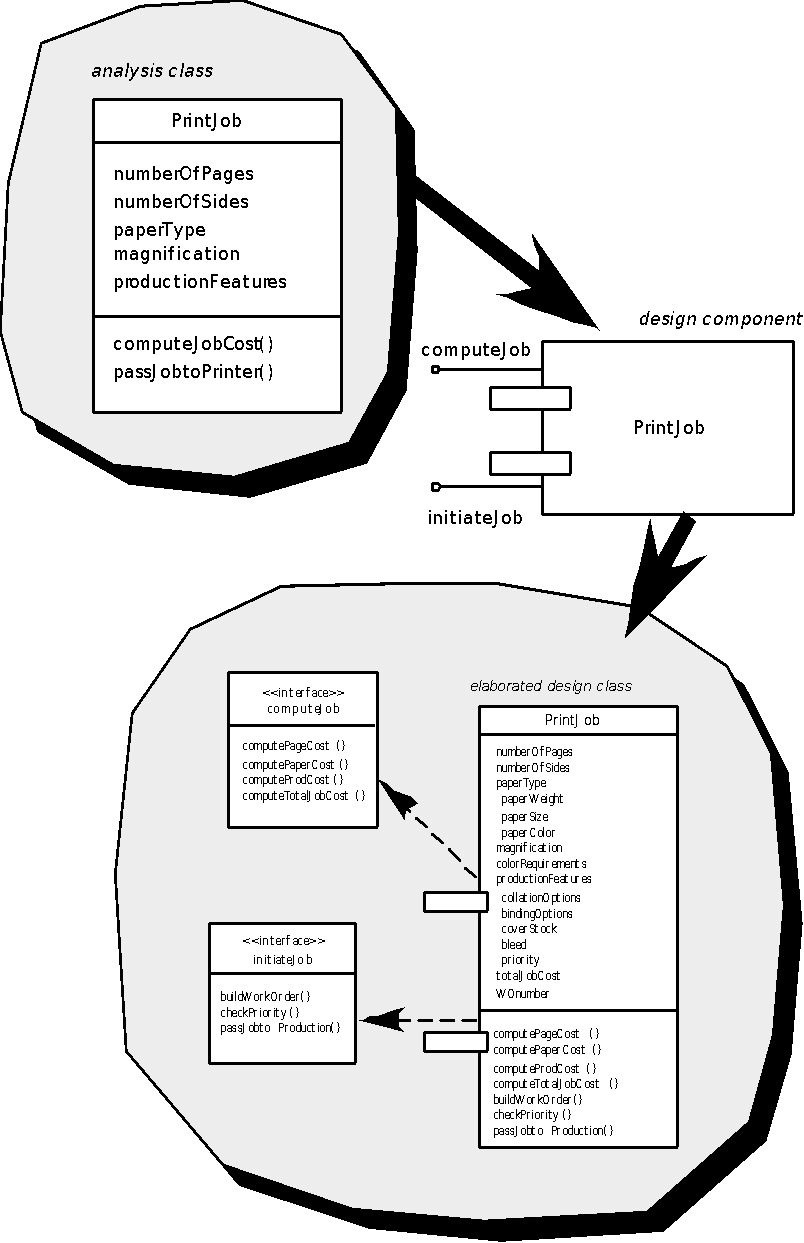 analysis class
PrintJob
numberOfPages
numberOfSides
paperType
magnification
productionFeatures
computeJobCost()
passJobtoPrinter()
design component
computeJob
PrintJob
initiateJob
elaborated design class
<<interface>>
computeJob
computePageCost ()
computePaperCost ()
computeProdCost ()
computeTotalJobCost ()
PrintJob
numberOfPages
numberOfSides
paperType
paperWeight
paperSize
paperColor
magnification
colorRequirements
productionFeatures
collationOptions
bindingOptions
coverStock
bleed
priority
totalJobCost
WOnumber
<<interface>>
initiateJob
buildWorkOrder()
checkPriority ()
passJobto Production()
computePageCost ()
computePaperCost ()
computeProdCost ()
computeTotalJobCost ()
buildWorkOrder()
checkPriority ()
passJobto Production()